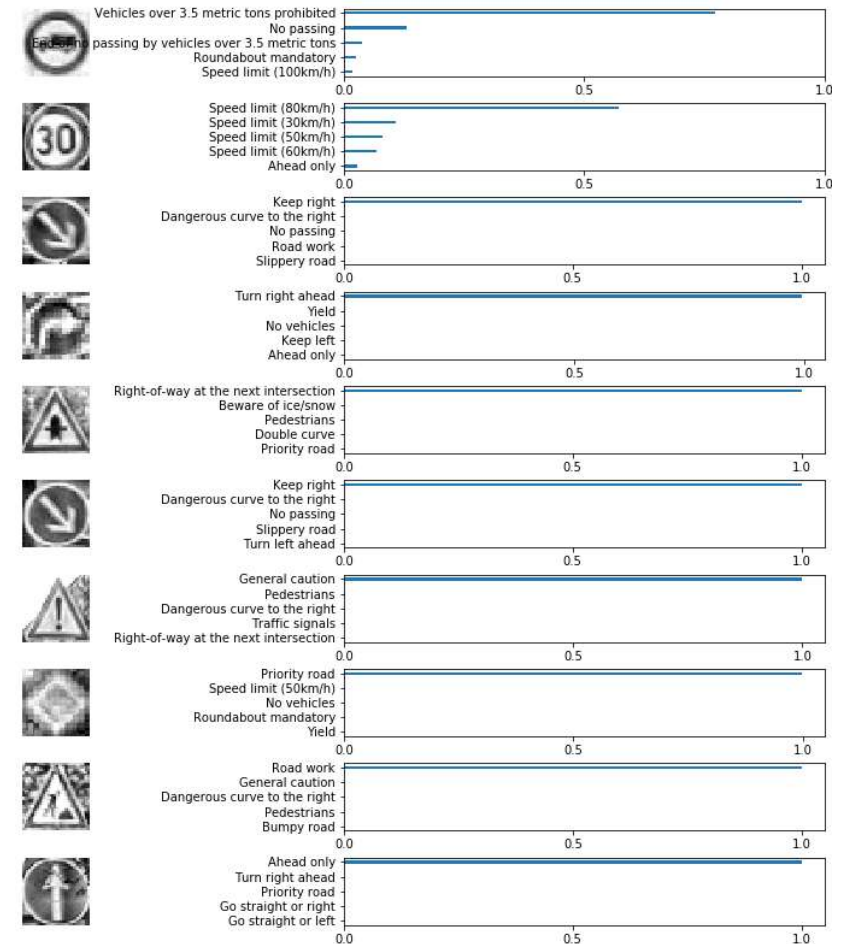 Vehicles over 3.5 metric tons prohibited
No passing
End of no passing by vehicles over 3.5 metric tons
Roundabout mandatory
Speed limit (100km/h)
0.0 0.5 1.0
30
Speed limit (80km/h)
Speed limit (30km/h)
Speed limit (50km/h)
Speed limit (60km/h)
Ahead only
0.0 0.5 1.0
Keep right
Dangerous curve to the right
No passing
Road work
Slippery road
0.0 0.5 1.0
Turn right ahead
Yield
No vehicles
Keep left
Ahead only
0.0 0.5 1.0
Right-of-way at the next intersection
Beware of ice/snow
Pedestrians
Double curve
Priority road
0.0 0.5 1.0
Keep right
Dangerous curve to the right
No passing
Slippery road
Turn left ahead
0.0 0.5 1.0
General caution
Pedestrians
Dangerous curve to the right
Traffic signals
Right-of-way at the next intersection
0.0 0.5 1.0
Priority road
Speed limit (50km/h)
No vehicles
Roundabout mandatory
Yield
0.0 0.5 1.0
Road work
General caution
Dangerous curve to the right
Pedestrians
Bumpy road
0.0 0.5 1.0
Ahead only
Turn right ahead
Priority road
Go straight or right
Go straight or left
0.0 0.5 1.0